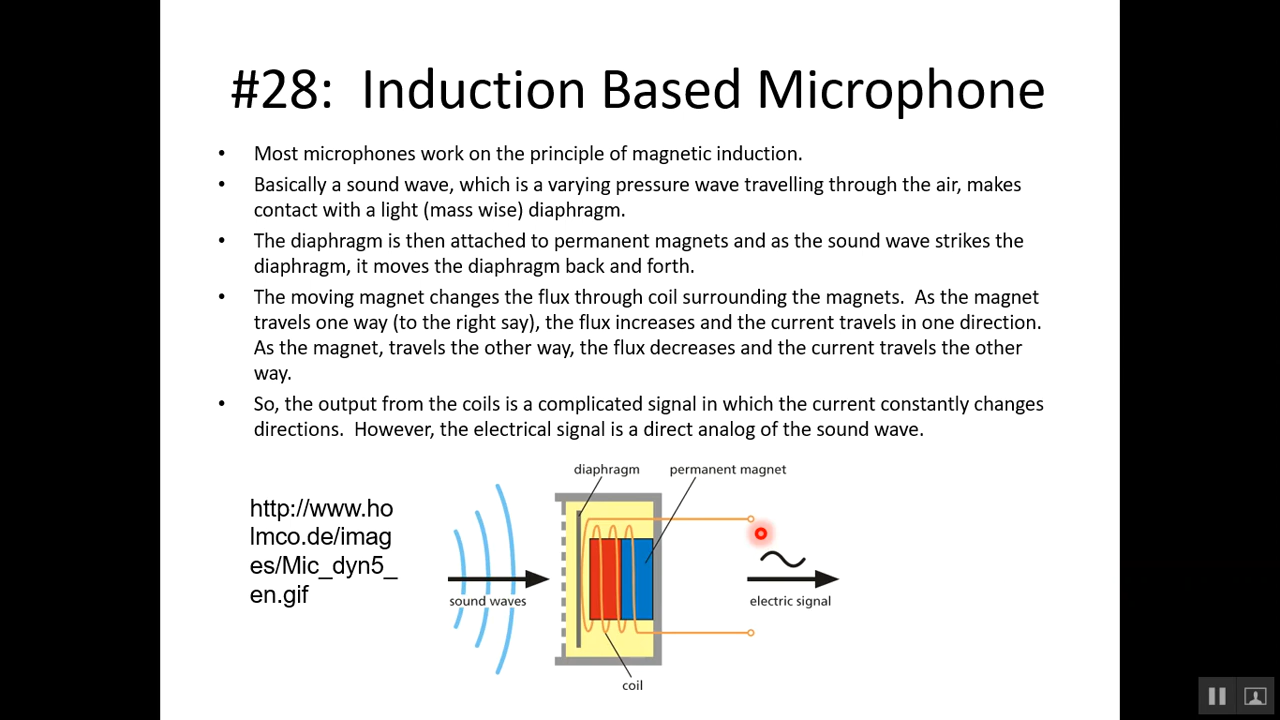 #28:  Induction Based Microphone
• Most microphones work on the principle of magnetic induction.
• Basically a sound wave, which is a varying pressure wave travelling through the air, makes
contact with a light (mass wise) diaphragm.
• The diaphragm is then attached to permanent magnets and as the sound wave strikes the
diaphragm, it moves the diaphragm back and forth.
• The moving magnet changes the flux through coil surrounding the magnets.  As the magnet
travels one way (to the right say), the flux increases and the current travels in one direction.
As the magnet, travels the other way, the flux decreases and the current travels the other
way.
• So, the output from the coils is a complicated signal in which the current constantly changes
directions.  However, the electrical signal is a direct analog of the sound wave.
http://www.ho
lmco.de/imag
es/Mic_dyn5_
en.gif
diaphragm
permanent magnet
sound waves
electric signal
coil